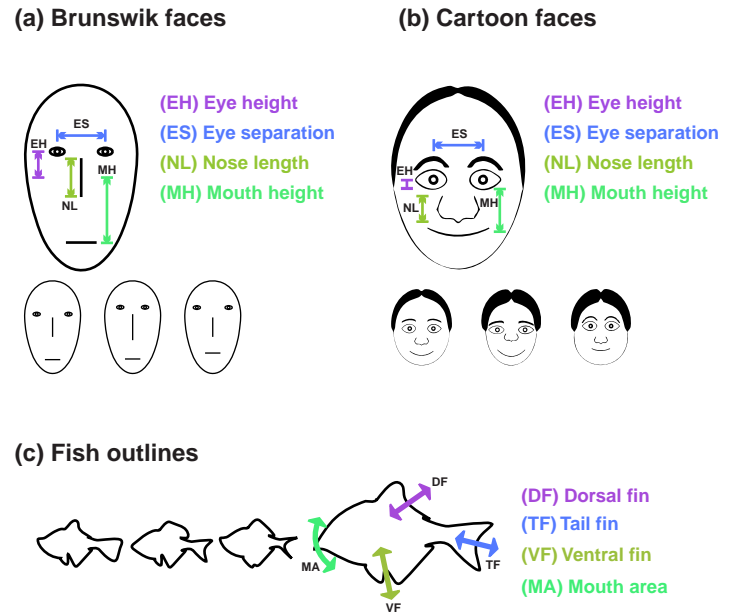 (a) Brunswik faces
(b) Cartoon faces
ES
EH
MH
NL
(EH) Eye height
(ES) Eye separation
(NL) Nose length
(MH) Mouth height
ES
EH
NL
MH
(EH) Eye height
(ES) Eye separation
(NL) Nose length
(MH) Mouth height
(c) Fish outlines
DF
MA
TF
VF
(DF) Dorsal fin
(TF) Tail fin
(VF) Ventral fin
(MA) Mouth area